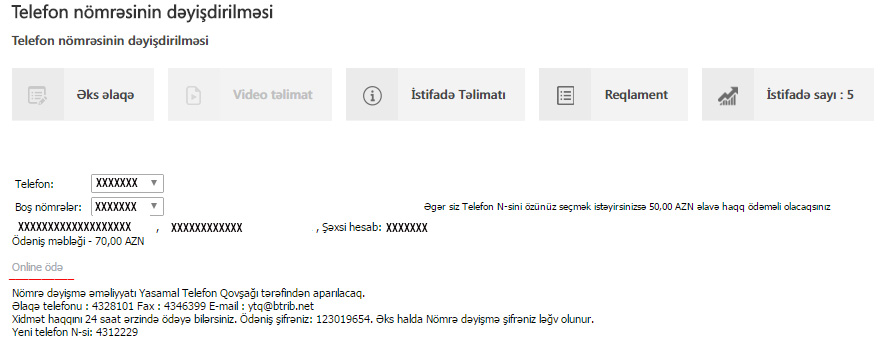 Telefon nömrəsinin dəyişdirilməsi
Telefon nömrəsinin dəyişdirilməsi
Əks əlaqə Video təlimat İstifadə Təlimatı Reqlament İstifadə sayı : 5
Telefon: XXXXXXX
Boş nömrələr: XXXXXXX Əgər siz Telefon N-sini özünüz seçmək istəyirsinizsə 50,00 AZN əlavə haqq ödəməli olacaqsınız
XXXXXXXXXXXXXXXXXXX , XXXXXXXXXXXX , Şəxsi hesab: XXXXXXX
Ödəniş məbləği - 70,00 AZN
Online ödə
Nömrə dəyişmə əməliyyatı Yasamal Telefon Qovşağı tərəfindən aparılacaq.
Əlaqə telefonu : 4328101 Fax : 4346399 E-mail : ytq@btrib.net
Xidmət haqqını 24 saat ərzində ödəyə bilərsiniz. Ödəniş şifrəniz: 123019654. Əks halda Nömrə dəyişmə şifrəniz ləğv olunur.
Yeni telefon N-si: 4312229